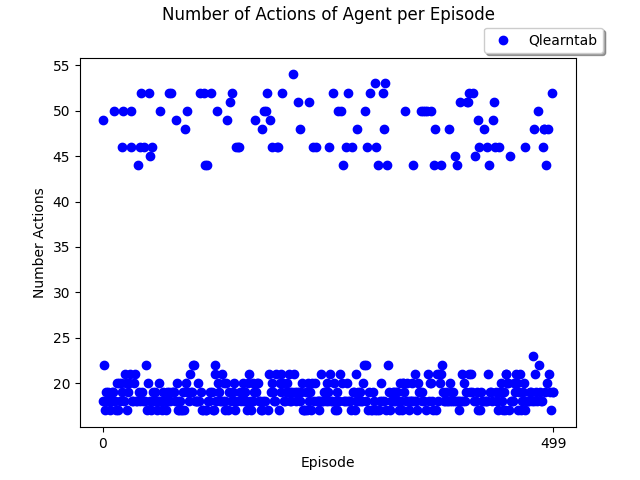 Number of Actions of Agent per Episode
Qlearntab
55
50
45
40
35
30
25
20
Number Actions
0 499
Episode